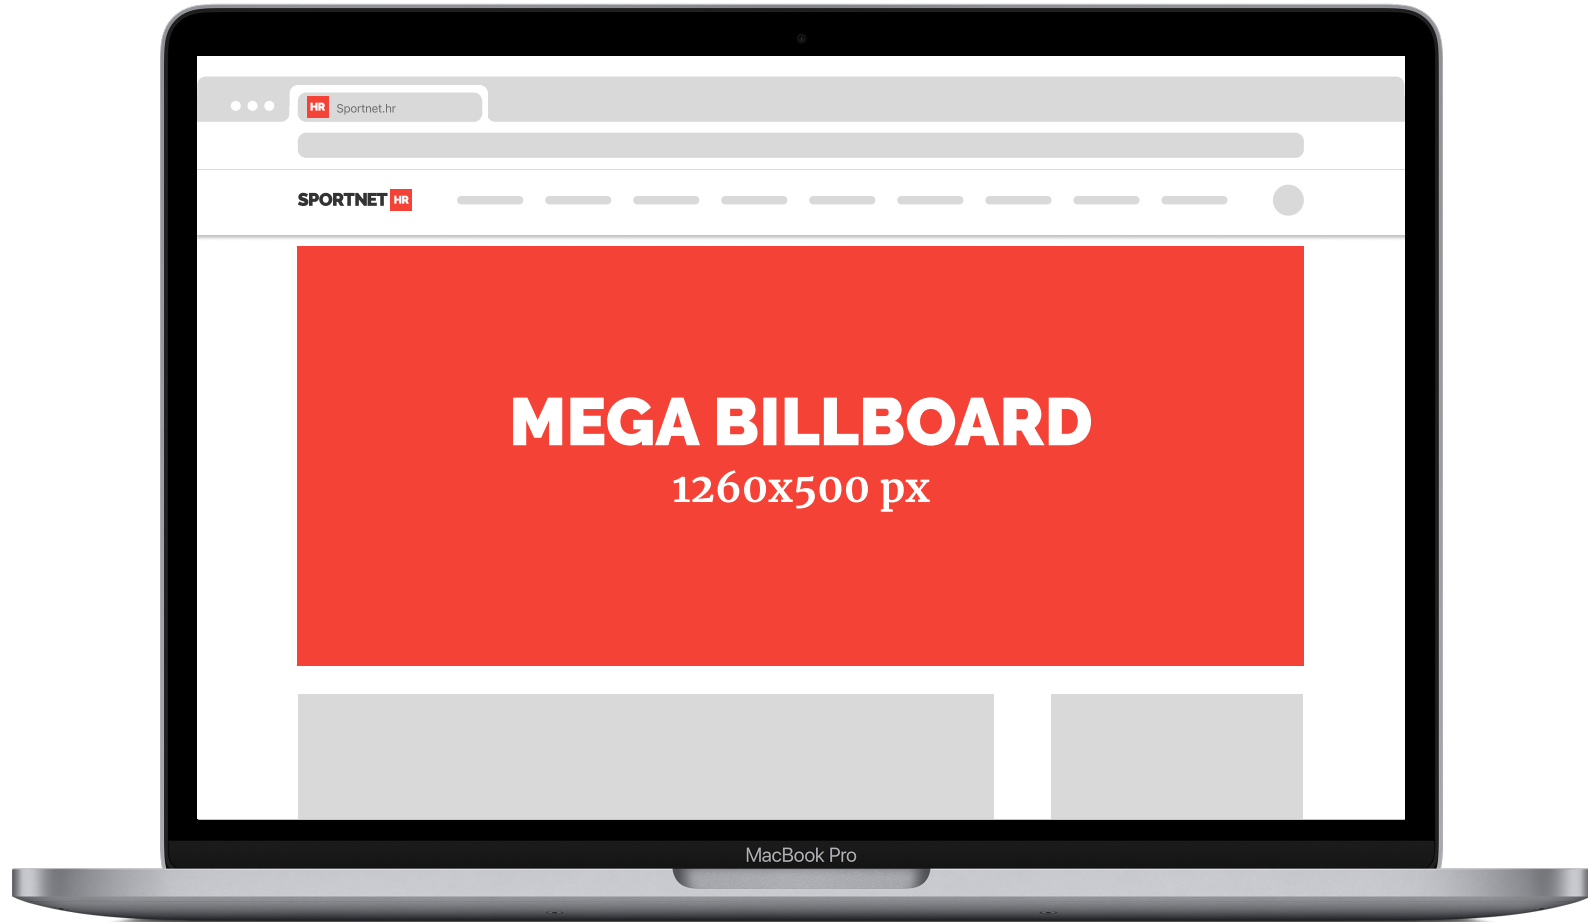 HR Sportnet.hr
SPORTNET HR
MEGA BILLBOARD
1260x500 px
MacBook Pro